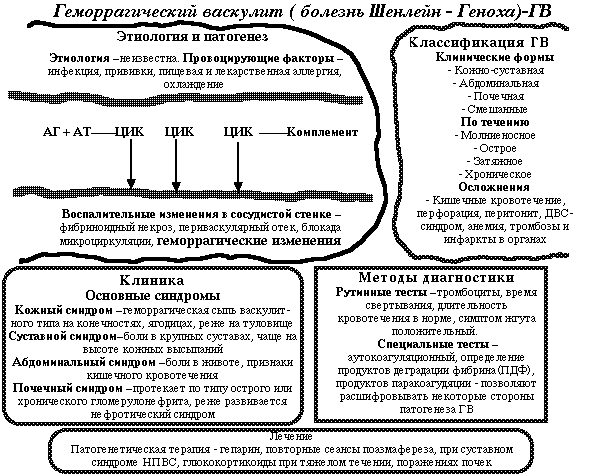 Геморрагический васкулит ( болезнь Шенлейн - Геноха)-ГВ
Этиология и патогенез
Этиология –неизвестна. Провоцирующие факторы –
инфекция, прививки, пищевая и лекарственная аллергия,
охлаждение
АГ + АТ ЦИК ЦИК ЦИК Комплемент
Воспалительные изменения в сосудистой стенке –
фибриноидный некроз, периваскулярный отек, блокада
микроциркуляции, геморрагические изменения
Классификация ГВ
Клинические формы
- Кожно-суставная
- Абдоминальная
- Почечная
- Смешанные
По течению
- Молниеносное
- Острое
- Затяжное
- Хроническое
Осложнения
- Кишечные кровотечение,
перфорация, перитонит, ДВС-
синдром, анемия, тромбозы и
инфаркты в органах
Клиника
Основные синдромы
Кожный синдром –геморрагическая сыпь васкулит-
ного типа на конечностях, ягодицах, реже на туловище
Суставной синдром–боли в крупных суставах, чаще на
высоте кожных высыпаний
Абдоминальный синдром –боли в животе, признаки
кишечного кровотечения
Почечный синдром –протекает по типу острого или
хронического гломерулоне фрита, реже развивается
нефротический синдром
Методы диагностики
Рутинные тесты –тромбоциты, время
свертывания, длительность
кровотечения в норме, симптом жгута
положительный.
Специальные тесты –
аутокоагуляционный, определение
продуктов деградации фибрина(ПДФ),
продуктов паракоагудяции - позволяют
расшифровывать некоторые стороны
патогенеза ГВ
Лечение
Патогенетическая терапия - гепарин, повторные сеансы поазмафереза, при суставном
синдроме НПВС, глюкокортикоиды при тяжелом течении, поражениях почек